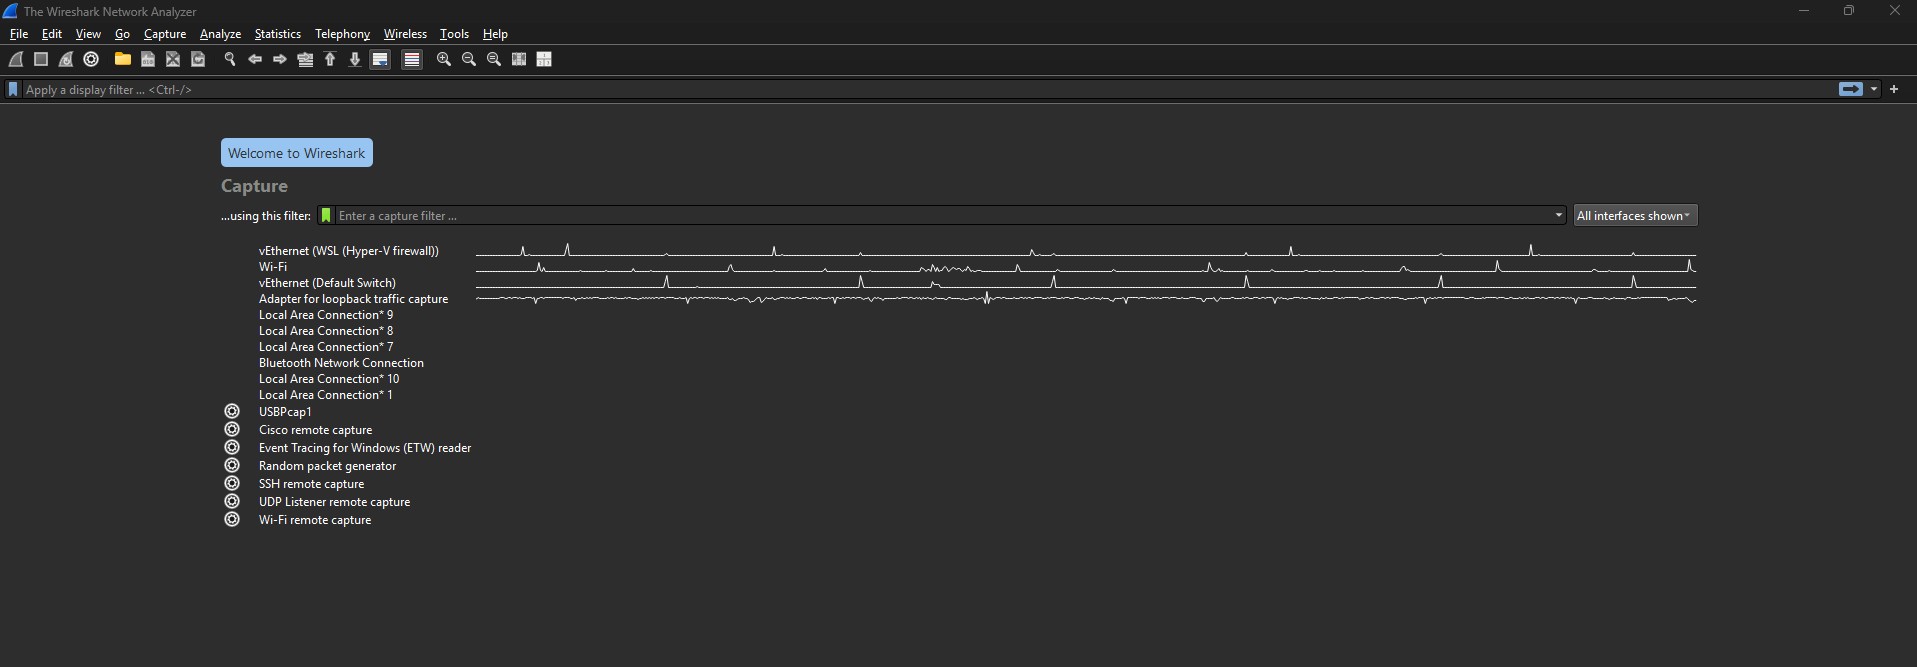 The Wireshark Network Analyzer
File Edit View Go Capture Analyze Statistics Telephony Wireless Tools Help
Apply a display filter ... <Ctrl-/>
Welcome to Wireshark
Capture
...using this filter: Enter a capture filter ... All interfaces shown
vEthernet (WSL (Hyper-V firewall))
Wi-Fi
vEthernet (Default Switch)
Adapter for loopback traffic capture
Local Area Connection* 9
Local Area Connection* 8
Local Area Connection* 7
Bluetooth Network Connection
Local Area Connection* 10
Local Area Connection* 1
USBPcap1
Cisco remote capture
Event Tracing for Windows (ETW) reader
Random packet generator
SSH remote capture
UDP Listener remote capture
Wi-Fi remote capture